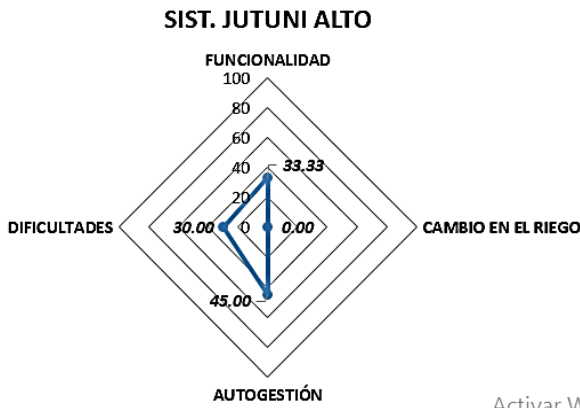 SIST. JUTUNI ALTO
FUNCIONALIDAD
100
80
60
40
33.33
20
DIFICULTADES
30.00
0
0.00
CAMBIO EN EL RIEGO
45.00
AUTOGESTIÓN
Activar W